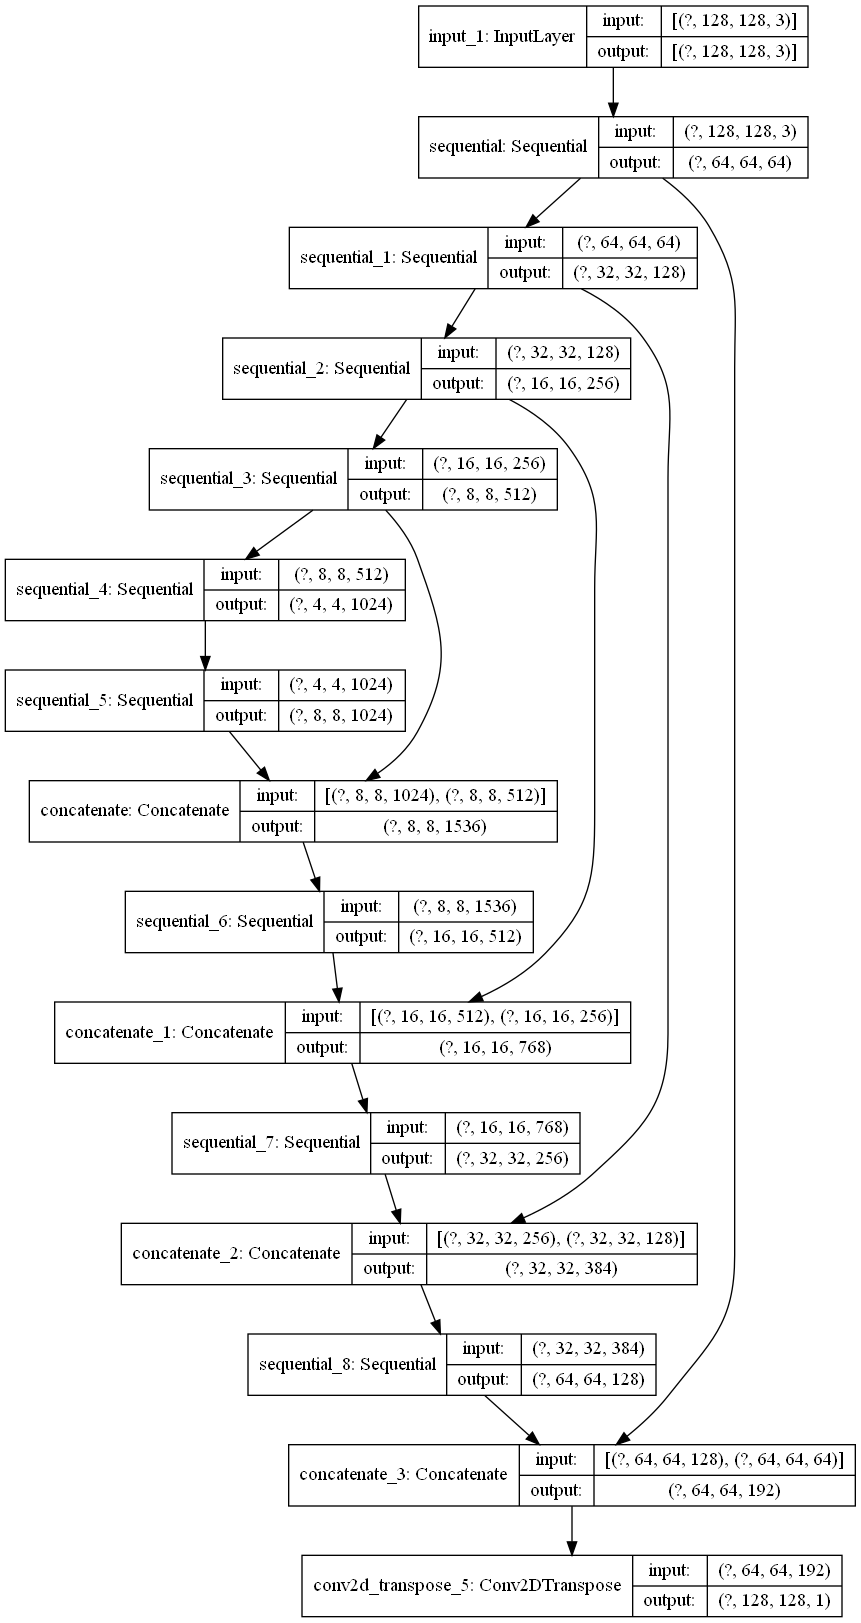 input_1: InputLayer
input: [(?, 128, 128, 3)]
output: [(?, 128, 128, 3)]
sequential: Sequential
input: (?, 128, 128, 3)
output: (?, 64, 64, 64)
sequential_1: Sequential
input: (?, 64, 64, 64)
output: (?, 32, 32, 128)
sequential_2: Sequential
input: (?, 32, 32, 128)
output: (?, 16, 16, 256)
sequential_3: Sequential
input: (?, 16, 16, 256)
output: (?, 8, 8, 512)
sequential_4: Sequential
input: (?, 8, 8, 512)
output: (?, 4, 4, 1024)
sequential_5: Sequential
input: (?, 4, 4, 1024)
output: (?, 8, 8, 1024)
concatenate: Concatenate
input: [(?, 8, 8, 1024), (?, 8, 8, 512)]
output: (?, 8, 8, 1536)
sequential_6: Sequential
input: (?, 8, 8, 1536)
output: (?, 16, 16, 512)
concatenate_1: Concatenate
input: [(?, 16, 16, 512), (?, 16, 16, 256)]
output: (?, 16, 16, 768)
sequential_7: Sequential
input: (?, 16, 16, 768)
output: (?, 32, 32, 256)
concatenate_2: Concatenate
input: [(?, 32, 32, 256), (?, 32, 32, 128)]
output: (?, 32, 32, 384)
sequential_8: Sequential
input: (?, 32, 32, 384)
output: (?, 64, 64, 128)
concatenate_3: Concatenate
input: [(?, 64, 64, 128), (?, 64, 64, 64)]
output: (?, 64, 64, 192)
conv2d_transpose_5: Conv2DTranspose
input: (?, 64, 64, 192)
output: (?, 128, 128, 1)